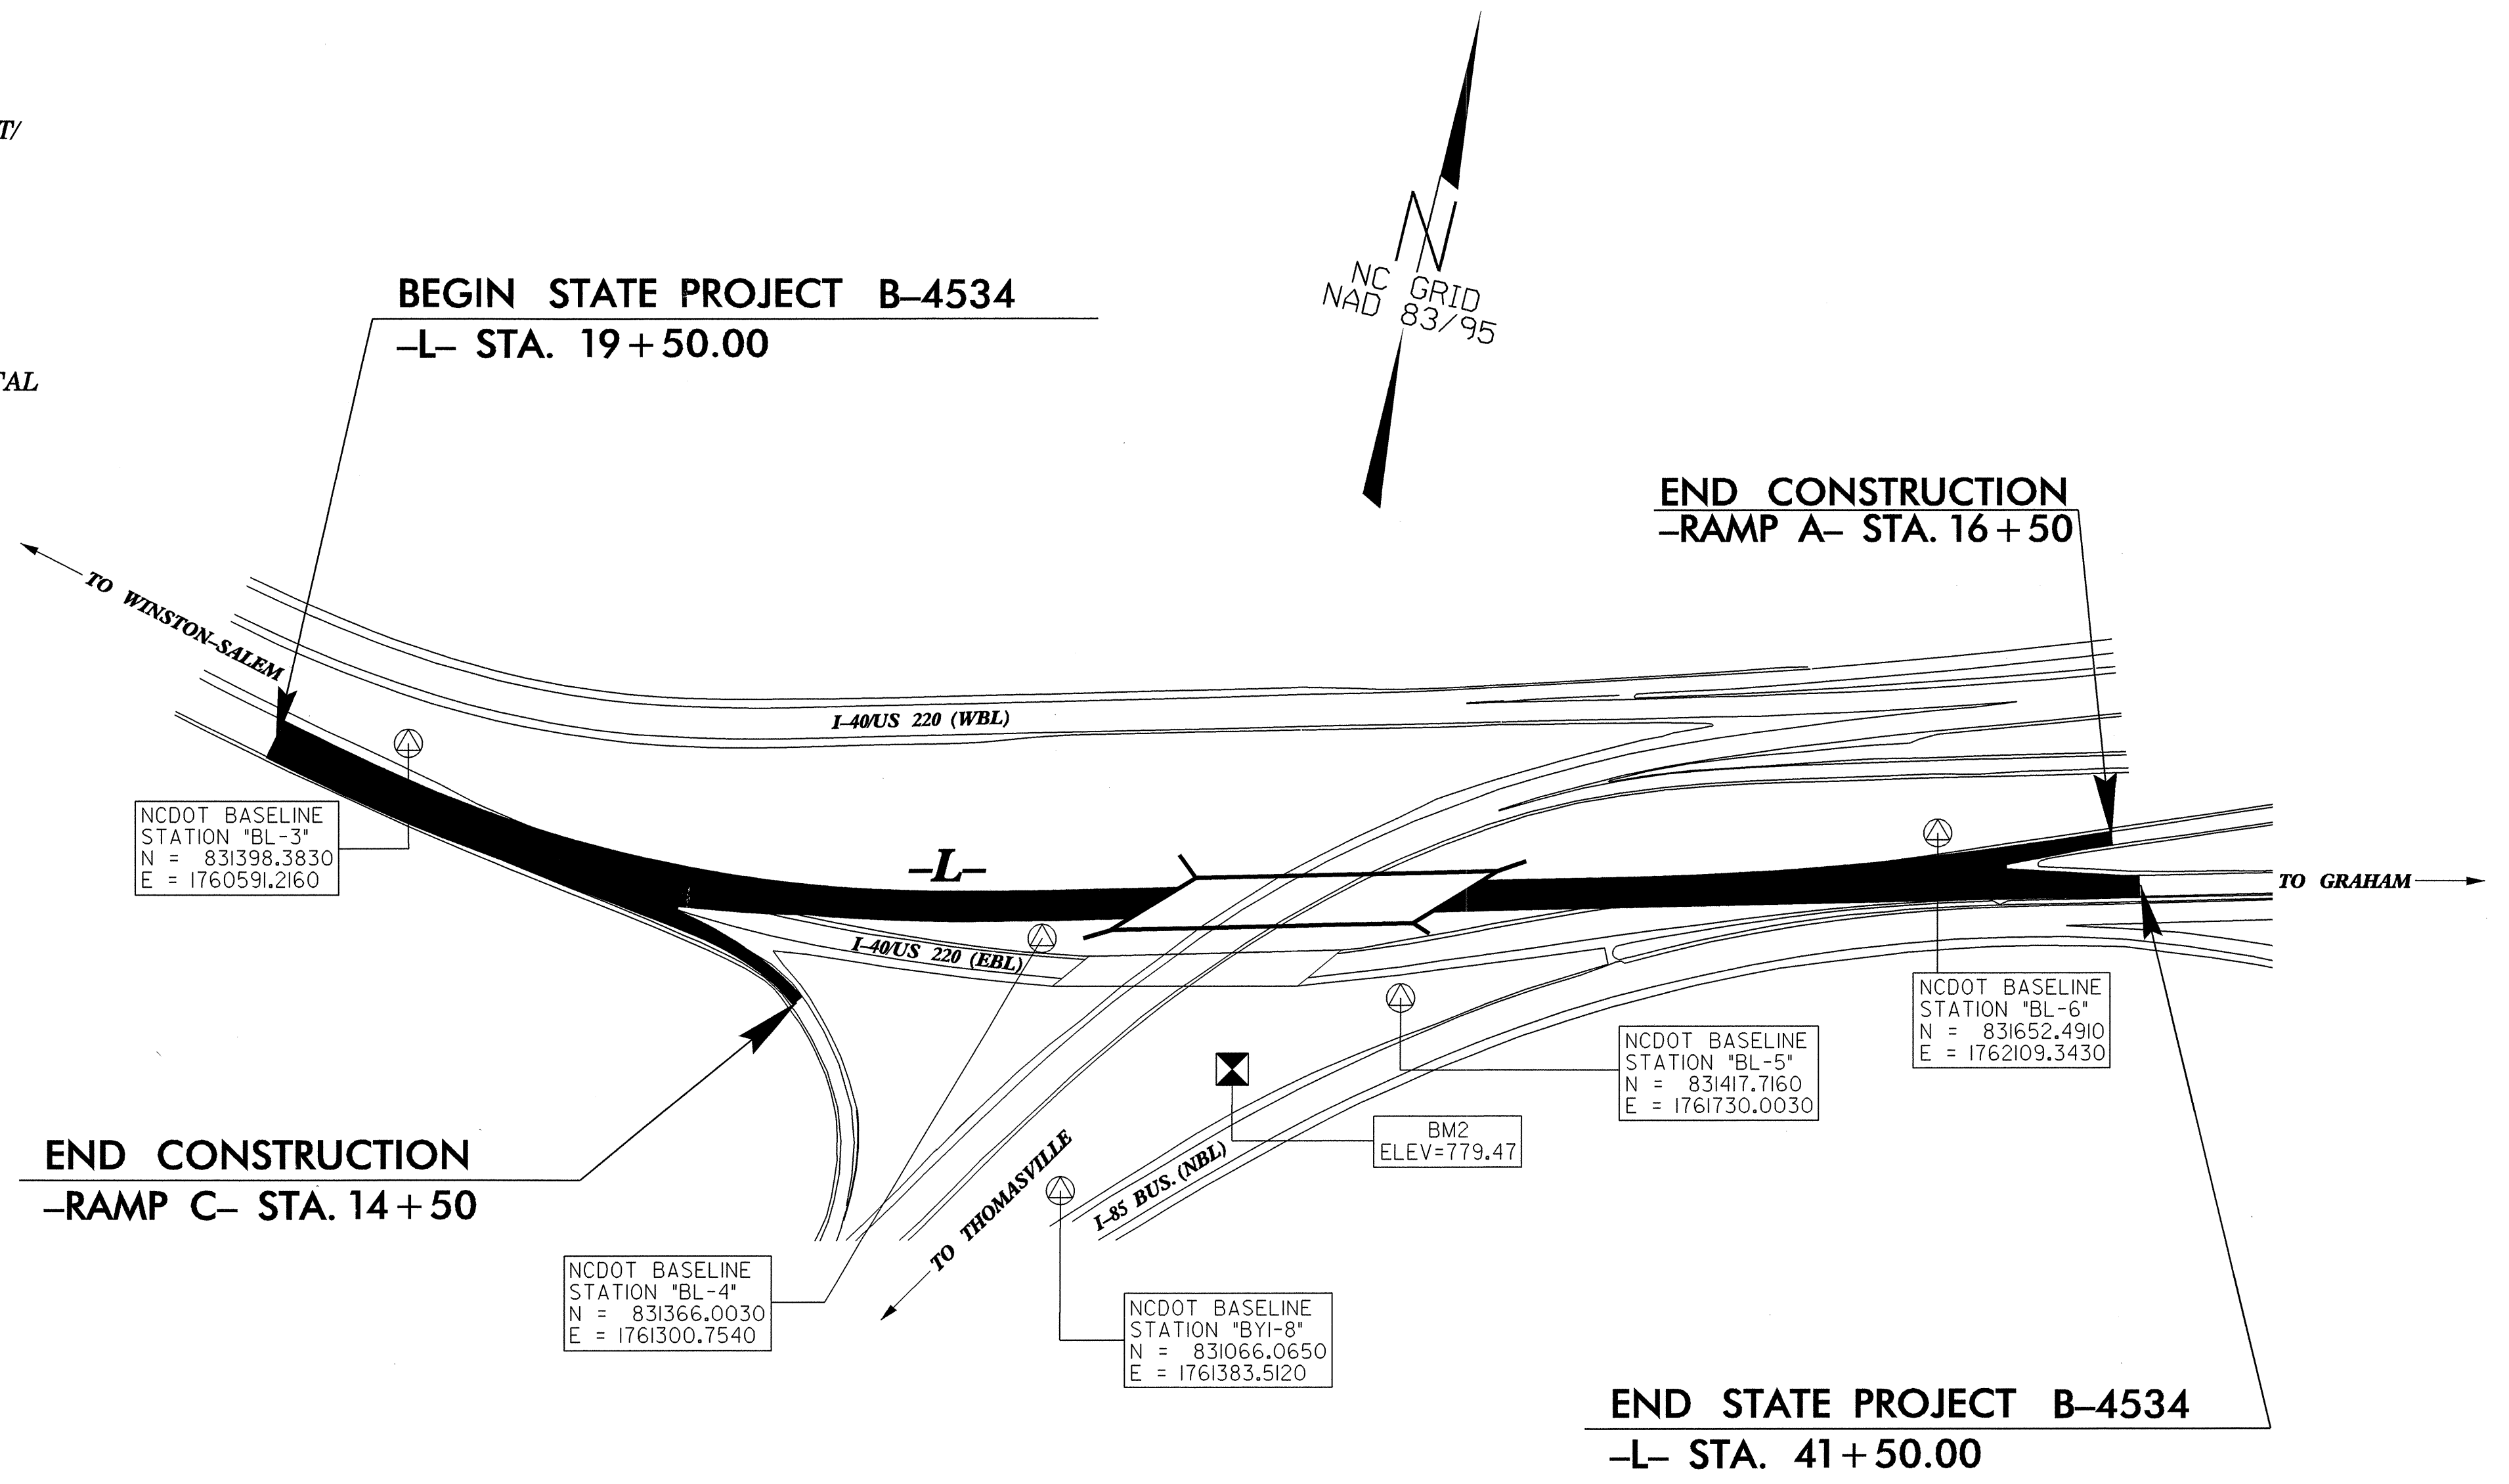 T/
TAL
N
NC GRID
NAD 83/95
BEGIN STATE PROJECT B-4534
-L- STA. 19+50.00
END CONSTRUCTION
-RAMP A- STA. 16+50
TO WINSTON-SALEM
I-40/US 220 (WBL)
NCDOT BASELINE
STATION "BL-3"
N = 831398.3830
E = 1760591.2160
-L-
TO GRAHAM
I-40/US 220 (EBL)
NCDOT BASELINE
STATION "BL-6"
N = 831652.4910
E = 1762109.3430
NCDOT BASELINE
STATION "BL-5"
N = 831417.7160
E = 1761730.0030
BM2
ELEV=779.47
END CONSTRUCTION
-RAMP C- STA. 14+50
TO THOMASVILLE
I-85 BUS. (NBL)
NCDOT BASELINE
STATION "BL-4"
N = 831366.0030
E = 1761300.7540
NCDOT BASELINE
STATION "BY1-8"
N = 831066.0650
E = 1761383.5120
END STATE PROJECT B-4534
-L- STA. 41+50.00